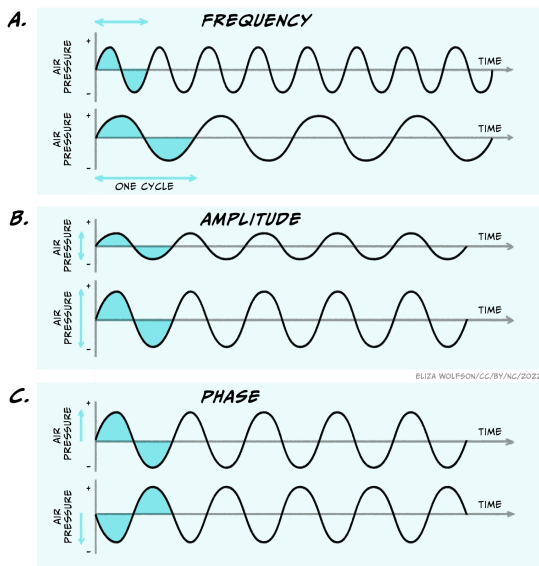 A.
FREQUENCY
+
AIR
PRESSURE
TIME
-
+
AIR
PRESSURE
TIME
-
ONE CYCLE
B.
AMPLITUDE
+
AIR
PRESSURE
TIME
-
+
AIR
PRESSURE
TIME
-
ELIZA WOLFSON/CC/BY/NC/2022
C.
PHASE
+
AIR
PRESSURE
TIME
-
+
AIR
PRESSURE
TIME
-